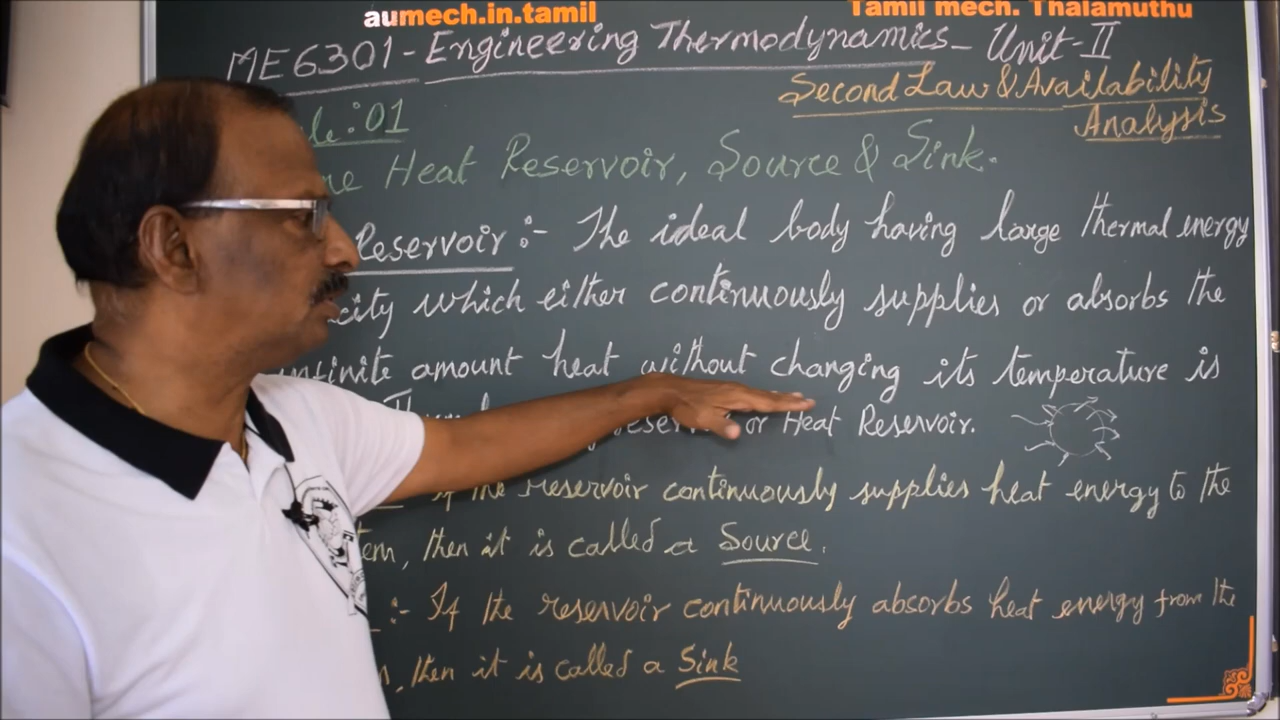 aumech.in.tamil
Tamil mech. Thalamuthu
ME6301-Engineering Thermodynamics- Unit-II
Second Law & Availability
Analysis
:01
Heat Reservoir, Source & Sink.
Reservoir :- The ideal body having large thermal energy
which either continuously supplies or absorbs the
infinite amount heat without changing its temperature is
or Heat Reservoir.
If the reservoir continuously supplies heat energy to the
then it is called a Source.
:- If the reservoir continuously absorbs heat energy from the
, then it is called a Sink